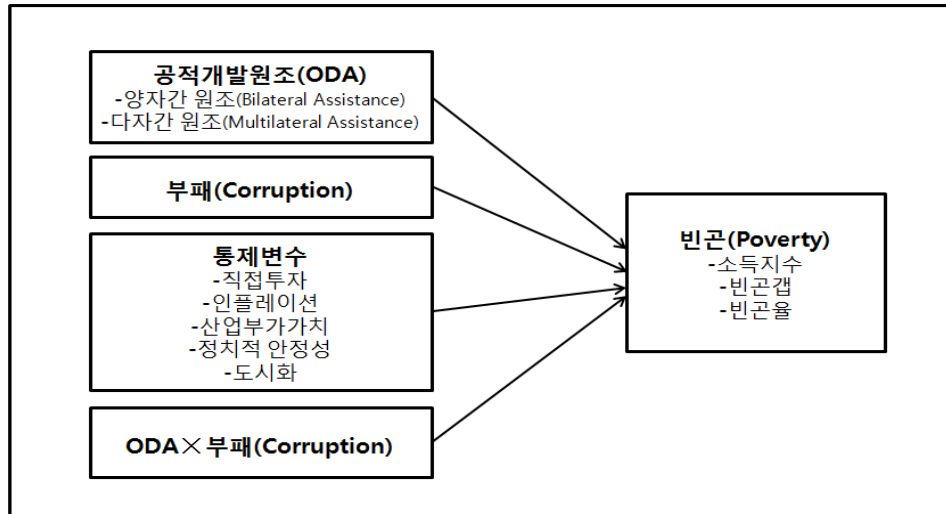 공적개발원조(ODA)
-양자간 원조(Bilateral Assistance)
-다자간 원조(Multilateral Assistance)
부패(Corruption)
통제변수
-직접투자
-인플레이션
-산업부가가치
-정치적 안정성
-도시화
ODA×부패(Corruption)
빈곤(Poverty)
-소득지수
-빈곤갭
-빈곤율